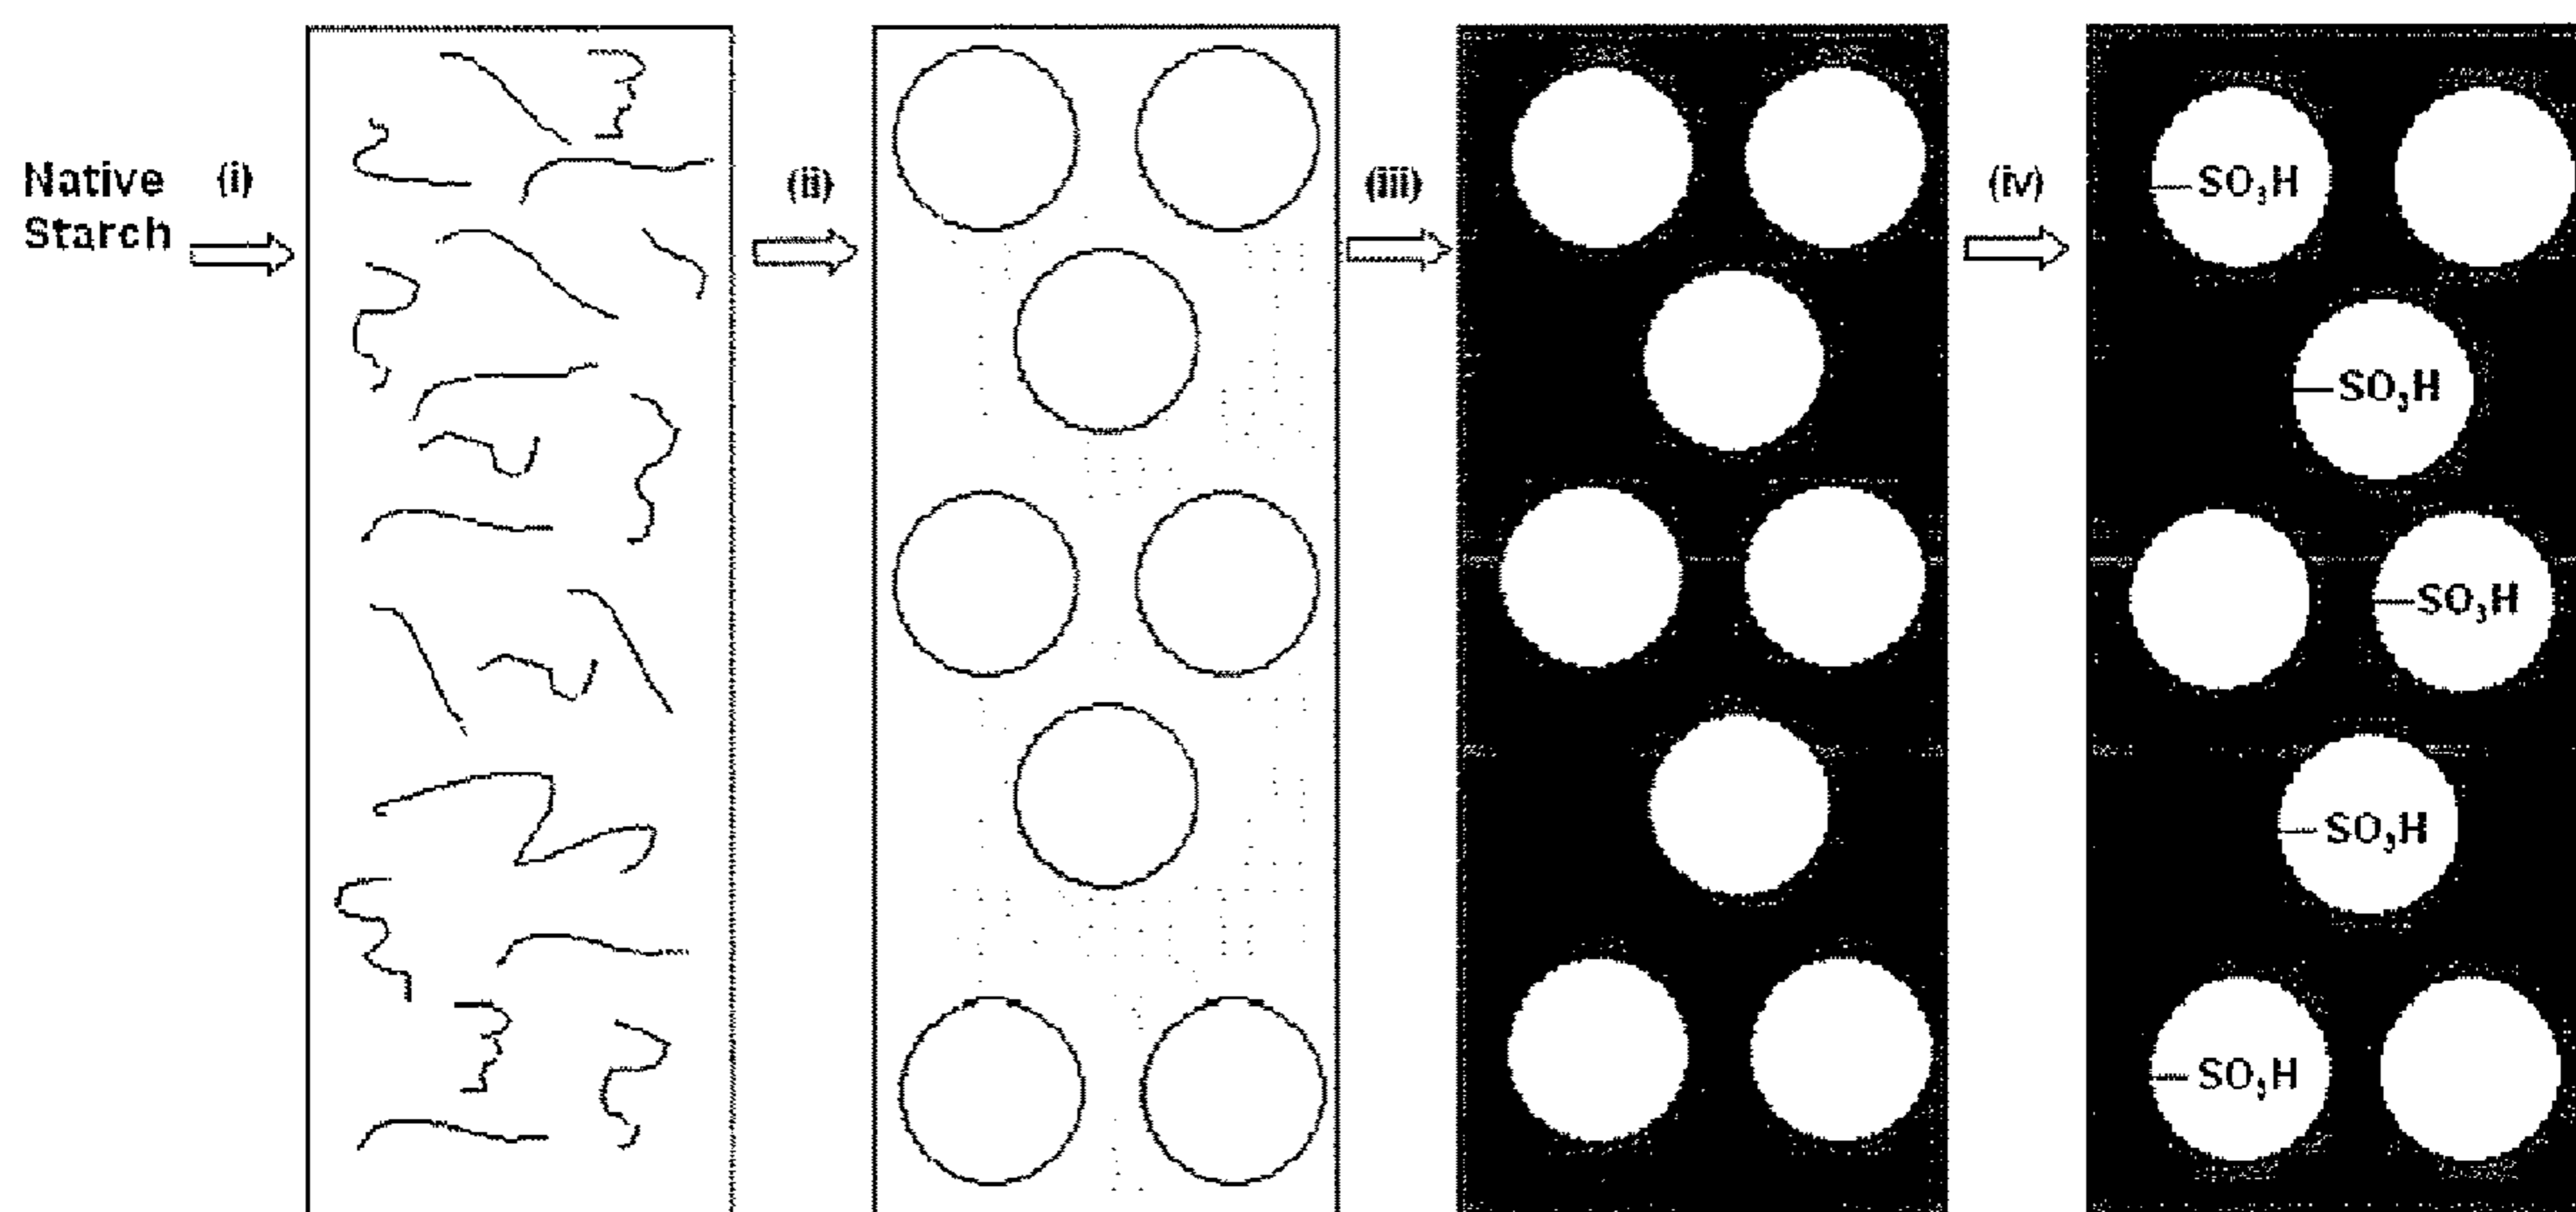 Native
Starch
(i)
(ii)
(iii)
(iv)
—SO₃H
—SO₃H
—SO₃H
—SO₃H
—SO₃H